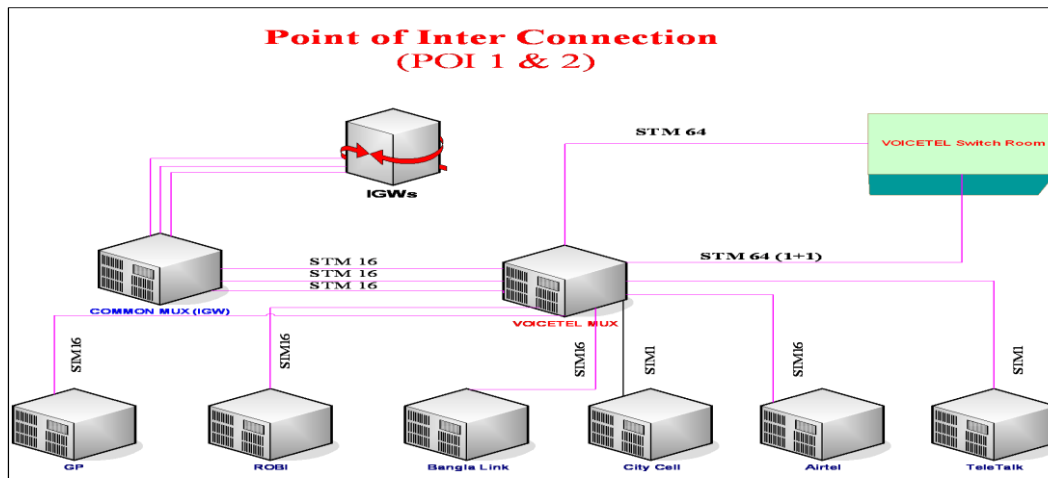 Point of Inter Connection
(POI 1 & 2)
STM 64
VOICETEL Switch Room
IGWs
STM 16
STM 16
STM 16
STM 64 (1+1)
COMMON MUX (IGW)
VOICETEL MUX
STM16
STM16
STM16
STM1
STM16
STM1
GP
ROBI
Bangla Link
City Cell
Airtel
TeleTalk